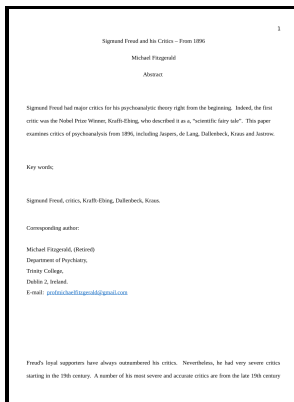 1
Sigmund Freud and his Critics – From 1896
Michael Fitzgerald
Abstract
Sigmund Freud had major critics for his psychoanalytic theory right from the beginning. Indeed, the first
critic was the Nobel Prize Winner, Krafft-Ebing, who described it as a, "scientific fairy tale". This paper
examines critics of psychoanalysis from 1896, including Jaspers, de Lang, Dallenbeck, Kraus and Jastrow.
Key words;
Sigmund Freud, critics, Krafft-Ebing, Dallenbeck, Kraus.
Corresponding author:
Michael Fitzgerald, (Retired)
Department of Psychiatry,
Trinity College,
Dublin 2, Ireland.
E-mail: profmichaelfitzgerald@gmail.com
Freud's loyal supporters have always outnumbered his critics. Nevertheless, he had very severe critics
starting in the 19th century. A number of his most severe and accurate critics are from the late 19th century